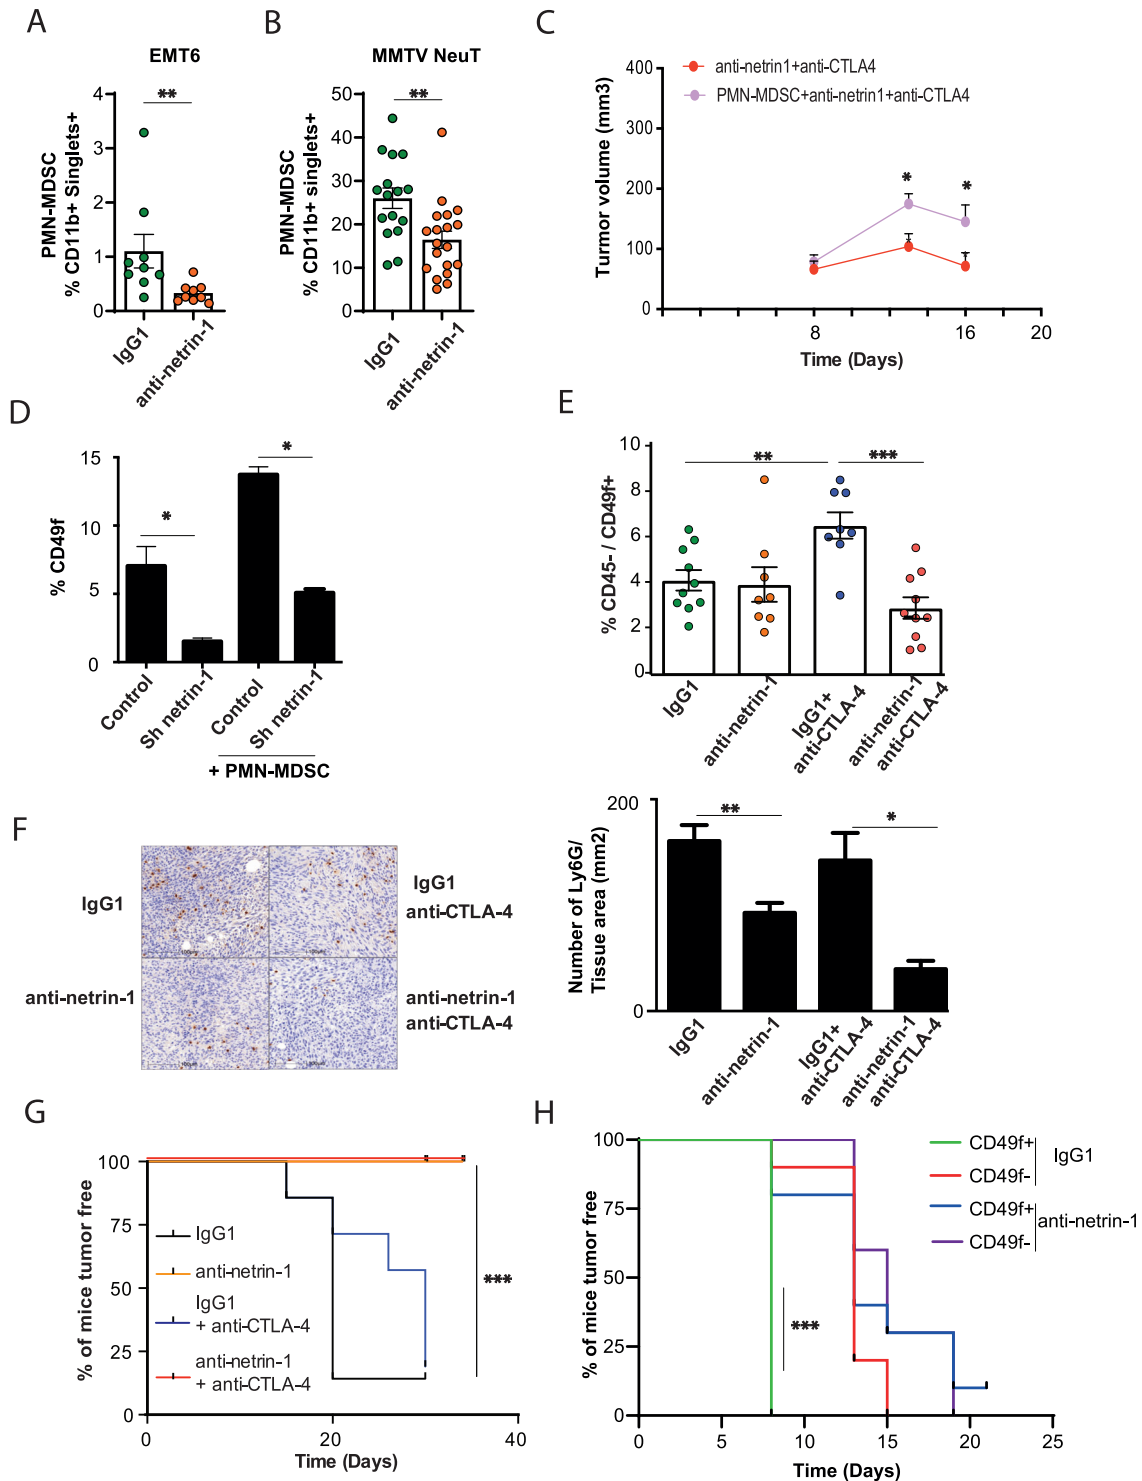 A
EMT6
PMN-MDSC
% CD11b+ Singlets+
4
3
2
1
0
**
IgG1
anti-netrin-1
B
MMTV NeuT
PMN-MDSC
% CD11b+ singlets+
50
40
30
20
10
0
**
IgG1
anti-netrin-1
C
Turmor volume (mm3)
400
300
200
100
0
anti-netrin1+anti-CTLA4
PMN-MDSC+anti-netrin1+anti-CTLA4
*
*
8
12
16
20
Time (Days)
D
% CD49f
15
10
5
0
*
*
Control
Sh netrin-1
Control
Sh netrin-1
+ PMN-MDSC
E
% CD45- / CD49f+
10
8
6
4
2
0
**
***
IgG1
anti-netrin-1
IgG1+
anti-CTLA-4
anti-netrin-1
anti-CTLA-4
F
IgG1
IgG1
anti-CTLA-4
anti-netrin-1
anti-netrin-1
anti-CTLA-4
Number of Ly6G/
Tissue area (mm2)
200
0
**
*
IgG1
anti-netrin-1
IgG1+
anti-CTLA-4
anti-netrin-1
anti-CTLA-4
G
% of mice tumor free
100
75
50
25
0
IgG1
anti-netrin-1
IgG1
+ anti-CTLA-4
anti-netrin-1
+ anti-CTLA-4
***
0
20
40
Time (Days)
H
% of mice tumor free
100
75
50
25
0
CD49f+
CD49f-
IgG1
CD49f+
CD49f-
anti-netrin-1
***
0
5
10
15
20
25
Time (Days)